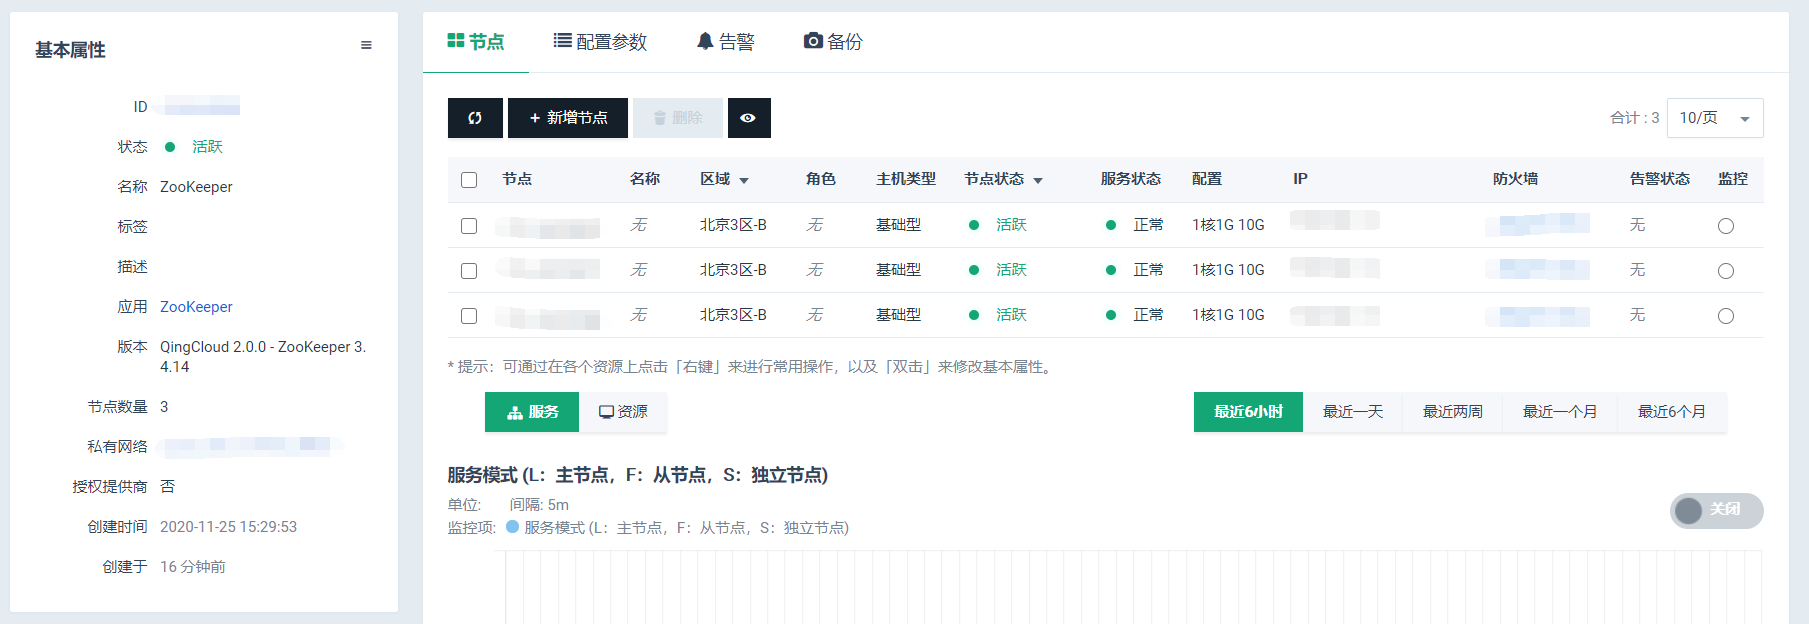 基本属性
ID
状态 活跃
名称 ZooKeeper
标签
描述
应用 ZooKeeper
版本 QingCloud 2.0.0 - ZooKeeper 3.
4.14
节点数量 3
私有网络
授权提供商 否
创建时间 2020-11-25 15:29:53
创建于 16 分钟前
节点 配置参数 告警 备份
+ 新增节点 删除 合计 : 3 10/页
节点 名称 区域 角色 主机类型 节点状态 服务状态 配置 IP 防火墙 告警状态 监控
无 北京3区-B 无 基础型 活跃 正常 1核1G 10G 无
无 北京3区-B 无 基础型 活跃 正常 1核1G 10G 无
无 北京3区-B 无 基础型 活跃 正常 1核1G 10G 无
* 提示：可通过在各个资源上点击「右键」来进行常用操作，以及「双击」来修改基本属性。
服务 资源 最近6小时 最近一天 最近两周 最近一个月 最近6个月
服务模式 (L：主节点，F：从节点，S：独立节点)
单位: 间隔: 5m
监控项: 服务模式 (L：主节点，F：从节点，S：独立节点)
关闭